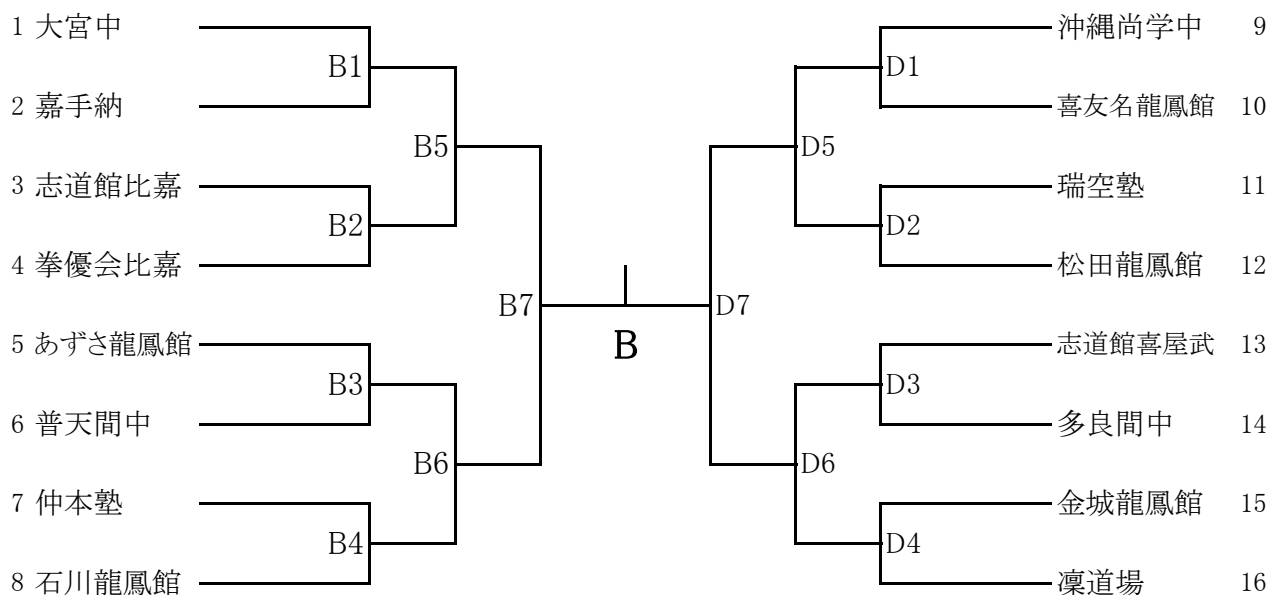 1 大宮中
B1
2 嘉手納
B5
3 志道館比嘉
B2
4 拳優会比嘉
B7
5 あずさ龍鳳館
B3
6 普天間中
B6
7 仲本塾
B4
8 石川龍鳳館
B
沖縄尚学中 9
D1
喜友名龍鳳館 10
D5
瑞空塾 11
D2
松田龍鳳館 12
D7
志道館喜屋武 13
D3
多良間中 14
D6
金城龍鳳館 15
D4
凜道場 16